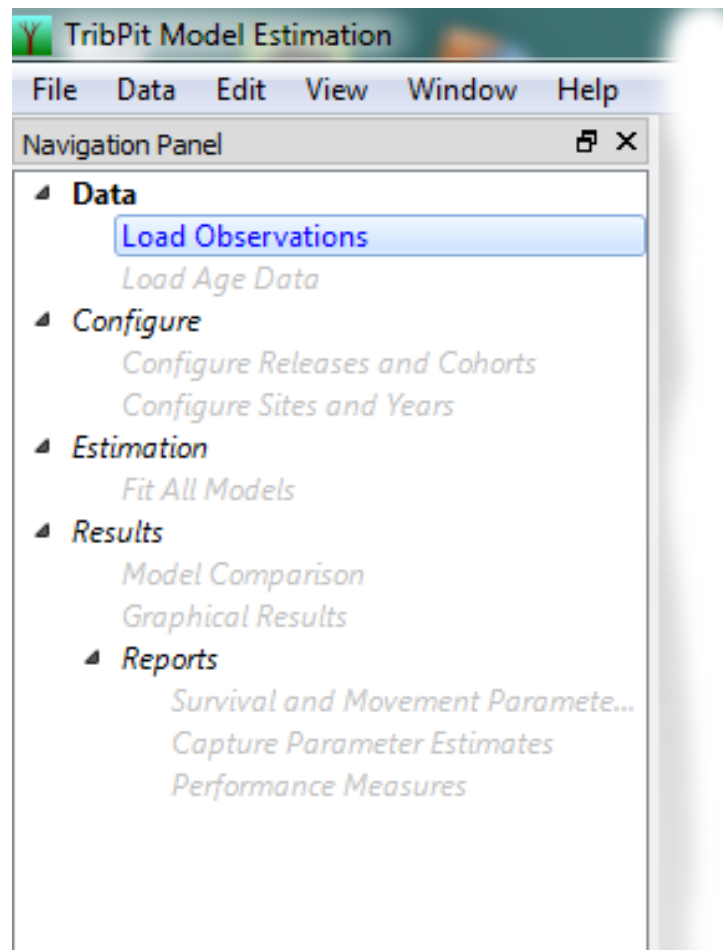 TribPit Model Estimation
File Data Edit View Window Help
Navigation Panel
Data
Load Observations
Load Age Data
Configure
Configure Releases and Cohorts
Configure Sites and Years
Estimation
Fit All Models
Results
Model Comparison
Graphical Results
Reports
Survival and Movement Paramete...
Capture Parameter Estimates
Performance Measures